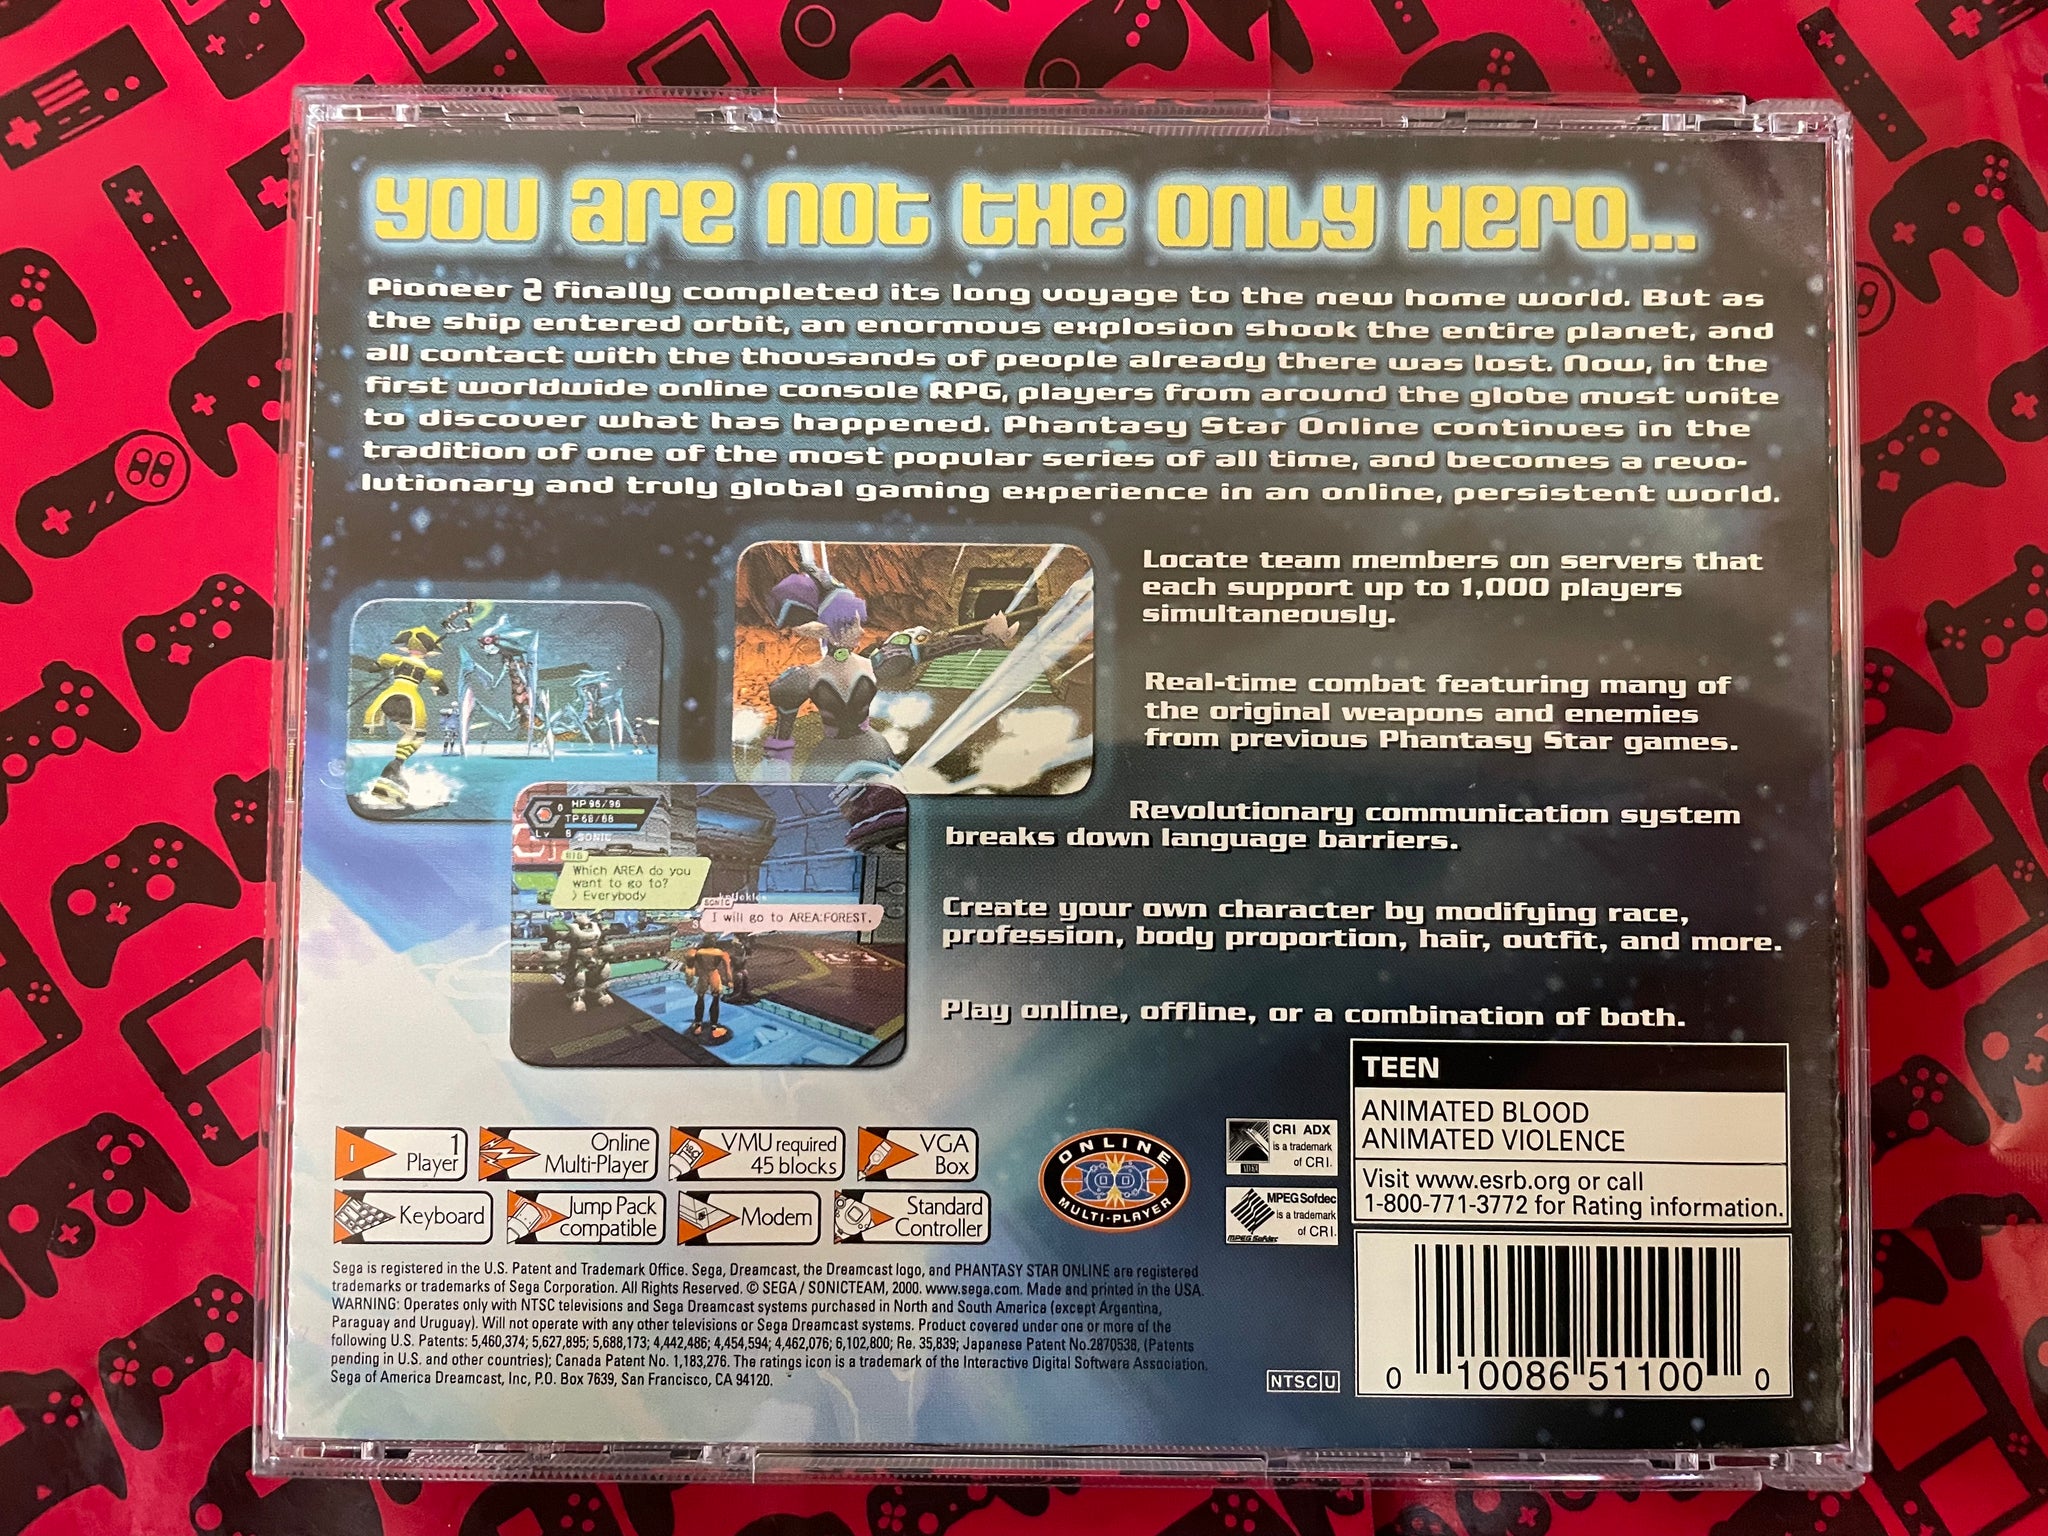 YOU ARE NOT THE ONLY HERO...
Pioneer 2 finally completed its long voyage to the new home world. But as
the ship entered orbit, an enormous explosion shook the entire planet, and
all contact with the thousands of people already there was lost. Now, in the
first worldwide online console RPG, players from around the globe must unite
to discover what has happened. Phantasy Star Online continues in the
tradition of one of the most popular series of all time, and becomes a revo-
lutionary and truly global gaming experience in an online, persistent world.
Locate team members on servers that
each support up to 1,000 players
simultaneously.
Real-time combat featuring many of
the original weapons and enemies
from previous Phantasy Star games.
HP 96/96
TP 68/68
Lv 8
SONIC
Which AREA do you
want to go to?
> Everybody
SONIC
I will go to AREA:FOREST.
Revolutionary communication system
breaks down language barriers.
Create your own character by modifying race,
profession, body proportion, hair, outfit, and more.
Play online, offline, or a combination of both.
TEEN
ANIMATED BLOOD
ANIMATED VIOLENCE
Visit www.esrb.org or call
1-800-771-3772 for Rating information.
1
Player
Online
Multi-Player
VMU required
45 blocks
VGA
Box
Keyboard
Jump Pack
compatible
Modem
Standard
Controller
ONLINE
MULTI-PLAYER
CRI ADX
is a trademark
of CRI.
MPEG Sofdec
is a trademark
of CRI.
MPEG Sofdec
Sega is registered in the U.S. Patent and Trademark Office. Sega, Dreamcast, the Dreamcast logo, and PHANTASY STAR ONLINE are registered
trademarks or trademarks of Sega Corporation. All Rights Reserved. © SEGA / SONICTEAM, 2000. www.sega.com. Made and printed in the USA.
WARNING: Operates only with NTSC televisions and Sega Dreamcast systems purchased in North and South America (except Argentina,
Paraguay and Uruguay). Will not operate with any other televisions or Sega Dreamcast systems. Product covered under one or more of the
following U.S. Patents: 5,460,374; 5,627,895; 5,688,173; 4,442,486; 4,454,594; 4,462,076; 6,102,800; Re. 35,839; Japanese Patent No.2870538, (Patents
pending in U.S. and other countries); Canada Patent No. 1,183,276. The ratings icon is a trademark of the Interactive Digital Software Association.
Sega of America Dreamcast, Inc, P.O. Box 7639, San Francisco, CA 94120.
NTSC U
0 10086 51100 0